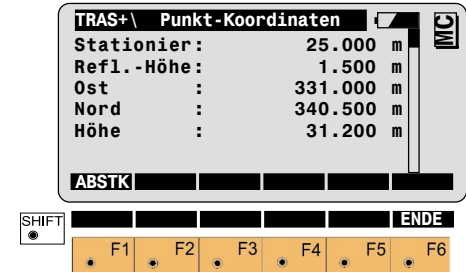 TRAS+\ Punkt-Koordinaten MC
Stationier: 25.000 m
Refl.-Höhe: 1.500 m
Ost : 331.000 m
Nord : 340.500 m
Höhe : 31.200 m
ABSTK
SHIFT ENDE
F1 F2 F3 F4 F5 F6